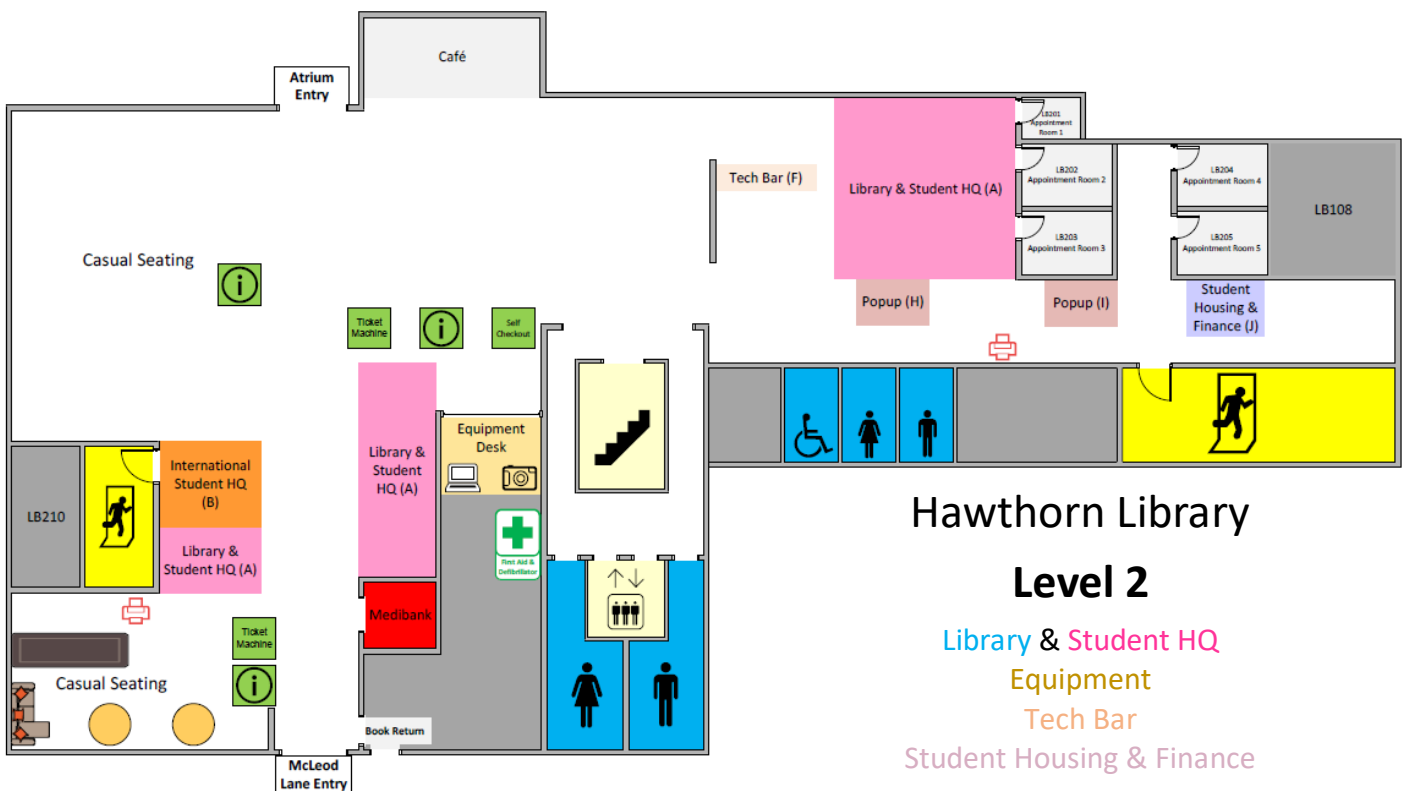 Café
Atrium
Entry
LB201
Appointment
Room 1
Tech Bar (F)
Library & Student HQ (A)
LB202
Appointment Room 2
LB204
Appointment Room 4
LB108
LB203
Appointment Room 3
LB205
Appointment Room 5
Casual Seating
i
Popup (H)
Popup (I)
Student
Housing &
Finance (J)
Ticket
Machine
i
Self
Checkout
Equipment
Desk
Library &
Student
HQ (A)
International
Student HQ
(B)
LB210
Library &
Student HQ (A)
First Aid &
Defibrillator
Medibank
Ticket
Machine
i
Casual Seating
Book Return
McLeod
Lane Entry
Hawthorn Library
Level 2
Library & Student HQ
Equipment
Tech Bar
Student Housing & Finance